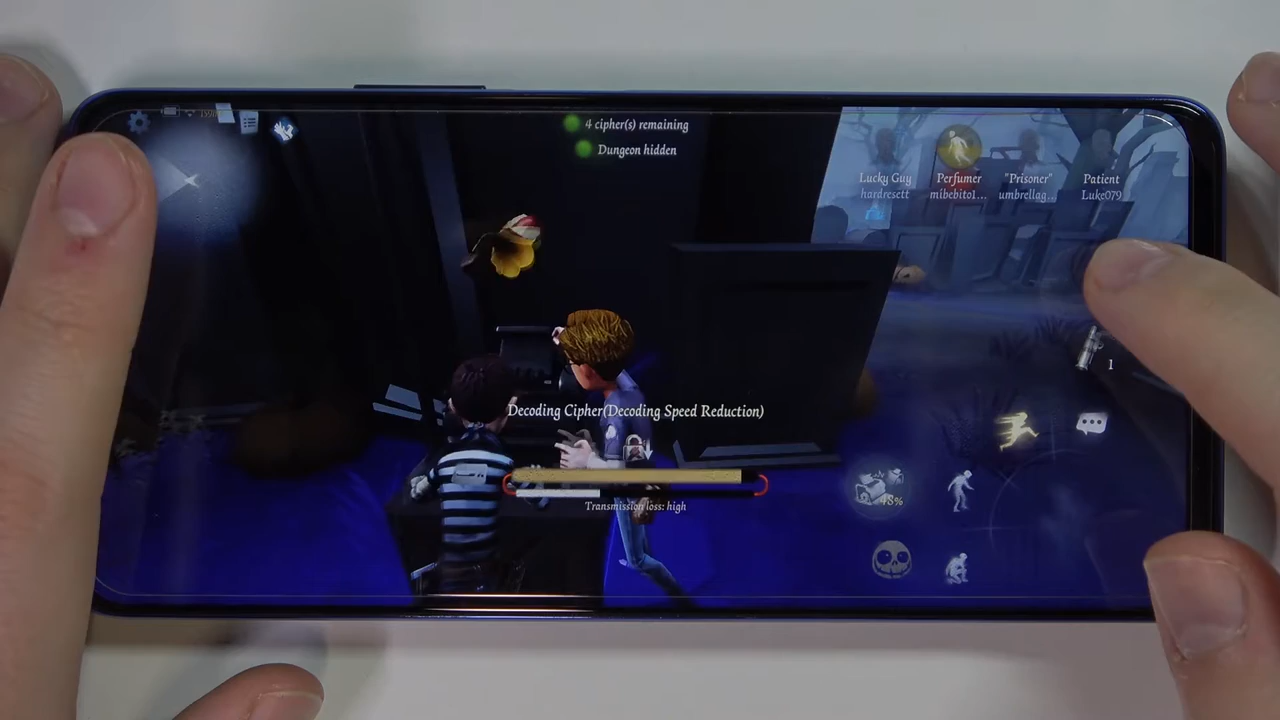 4 cipher(s) remaining
Dungeon hidden
Lucky Guy
hardresett
Perfumer
mibebito1...
"Prisoner"
umbrellag...
Patient
Luke079
1
Decoding Cipher(Decoding Speed Reduction)
48%
Transmission loss: high